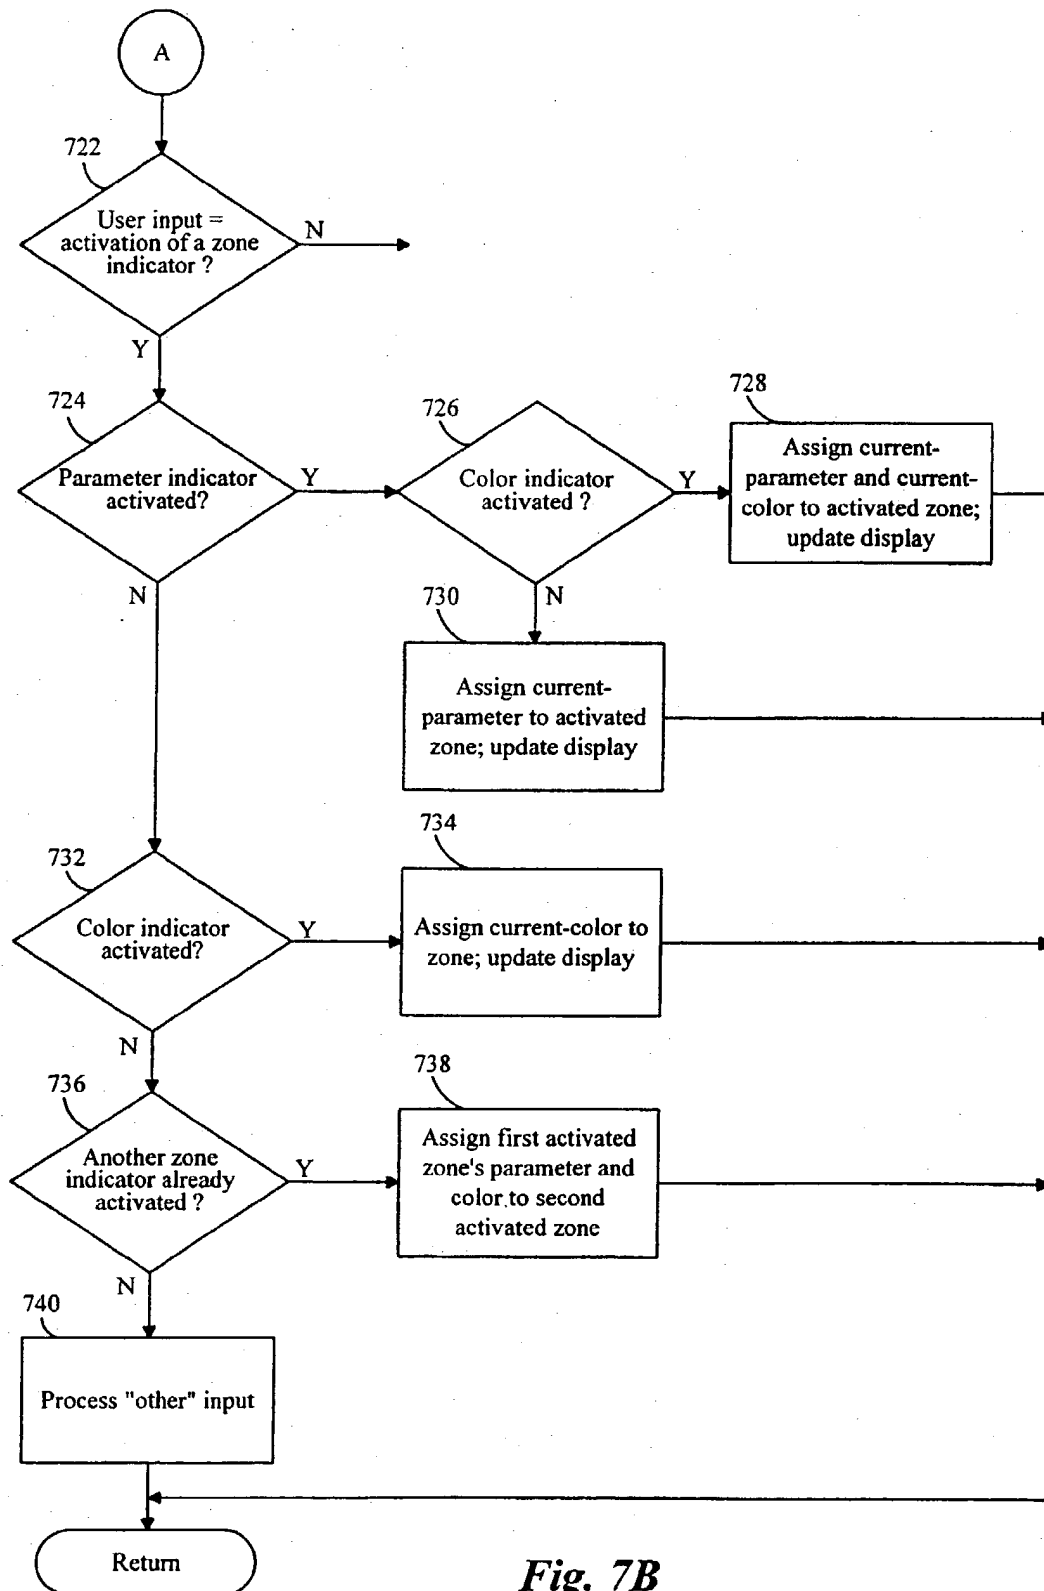 A
722
User input =
activation of a zone
indicator ?
N
Y
724
Parameter indicator
activated?
Y
N
726
Color indicator
activated ?
Y
N
728
Assign current-
parameter and current-
color to activated zone;
update display
730
Assign current-
parameter to activated
zone; update display
732
Color indicator
activated?
Y
N
734
Assign current-color to
zone; update display
736
Another zone
indicator already
activated ?
Y
N
738
Assign first activated
zone's parameter and
color to second
activated zone
740
Process "other" input
Return
Fig. 7B